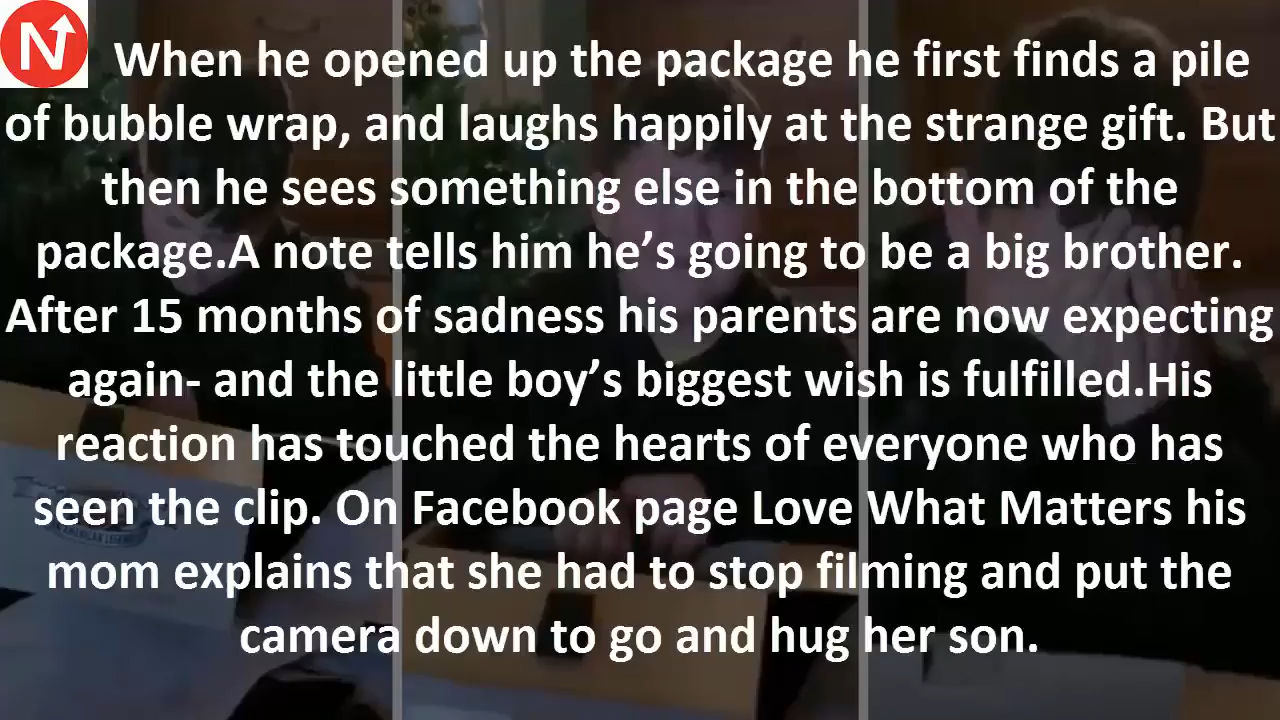 N
When he opened up the package he first finds a pile
of bubble wrap, and laughs happily at the strange gift. But
then he sees something else in the bottom of the
package.A note tells him he’s going to be a big brother.
After 15 months of sadness his parents are now expecting
again- and the little boy’s biggest wish is fulfilled.His
reaction has touched the hearts of everyone who has
seen the clip. On Facebook page Love What Matters his
mom explains that she had to stop filming and put the
camera down to go and hug her son.